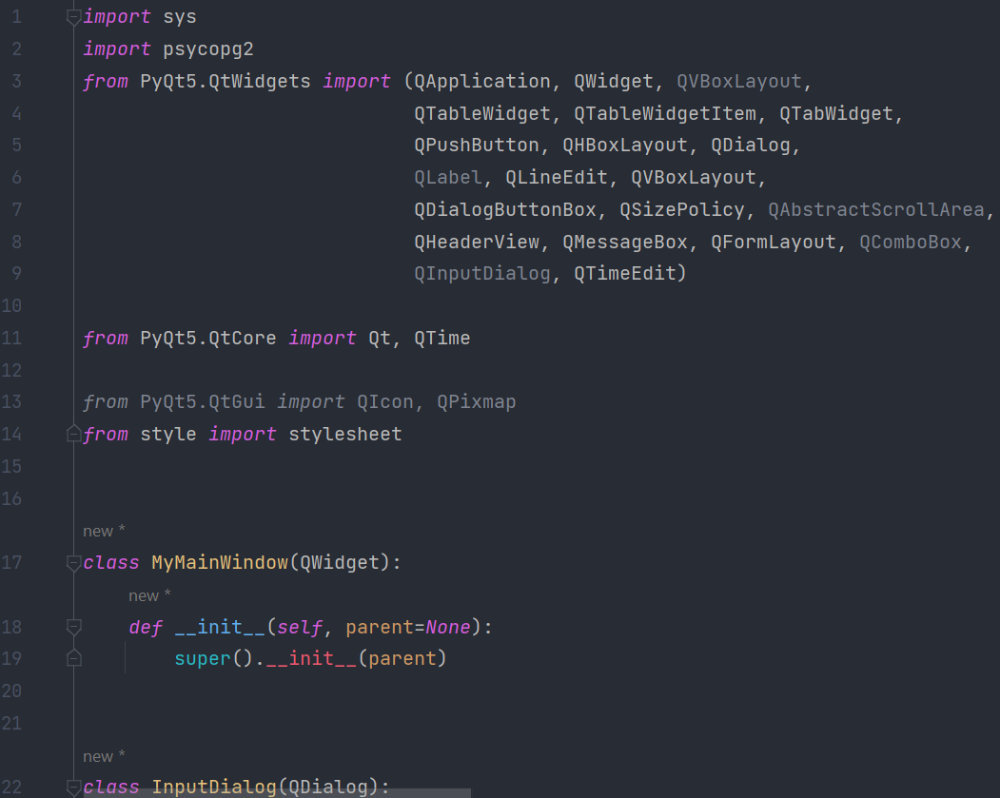 1 import sys
2 import psycopg2
3 from PyQt5.QtWidgets import (QApplication, QWidget, QVBoxLayout,
4 QTableWidget, QTableWidgetItem, QTabWidget,
5 QPushButton, QHBoxLayout, QDialog,
6 QLabel, QLineEdit, QVBoxLayout,
7 QDialogButtonBox, QSizePolicy, QAbstractScrollArea,
8 QHeaderView, QMessageBox, QFormLayout, QComboBox,
9 QInputDialog, QTimeEdit)
10
11 from PyQt5.QtCore import Qt, QTime
12
13 from PyQt5.QtGui import QIcon, QPixmap
14 from style import stylesheet
15
16
new *
17 class MyMainWindow(QWidget):
new *
18 def __init__(self, parent=None):
19 super().__init__(parent)
20
21
new *
22 class InputDialog(QDialog):